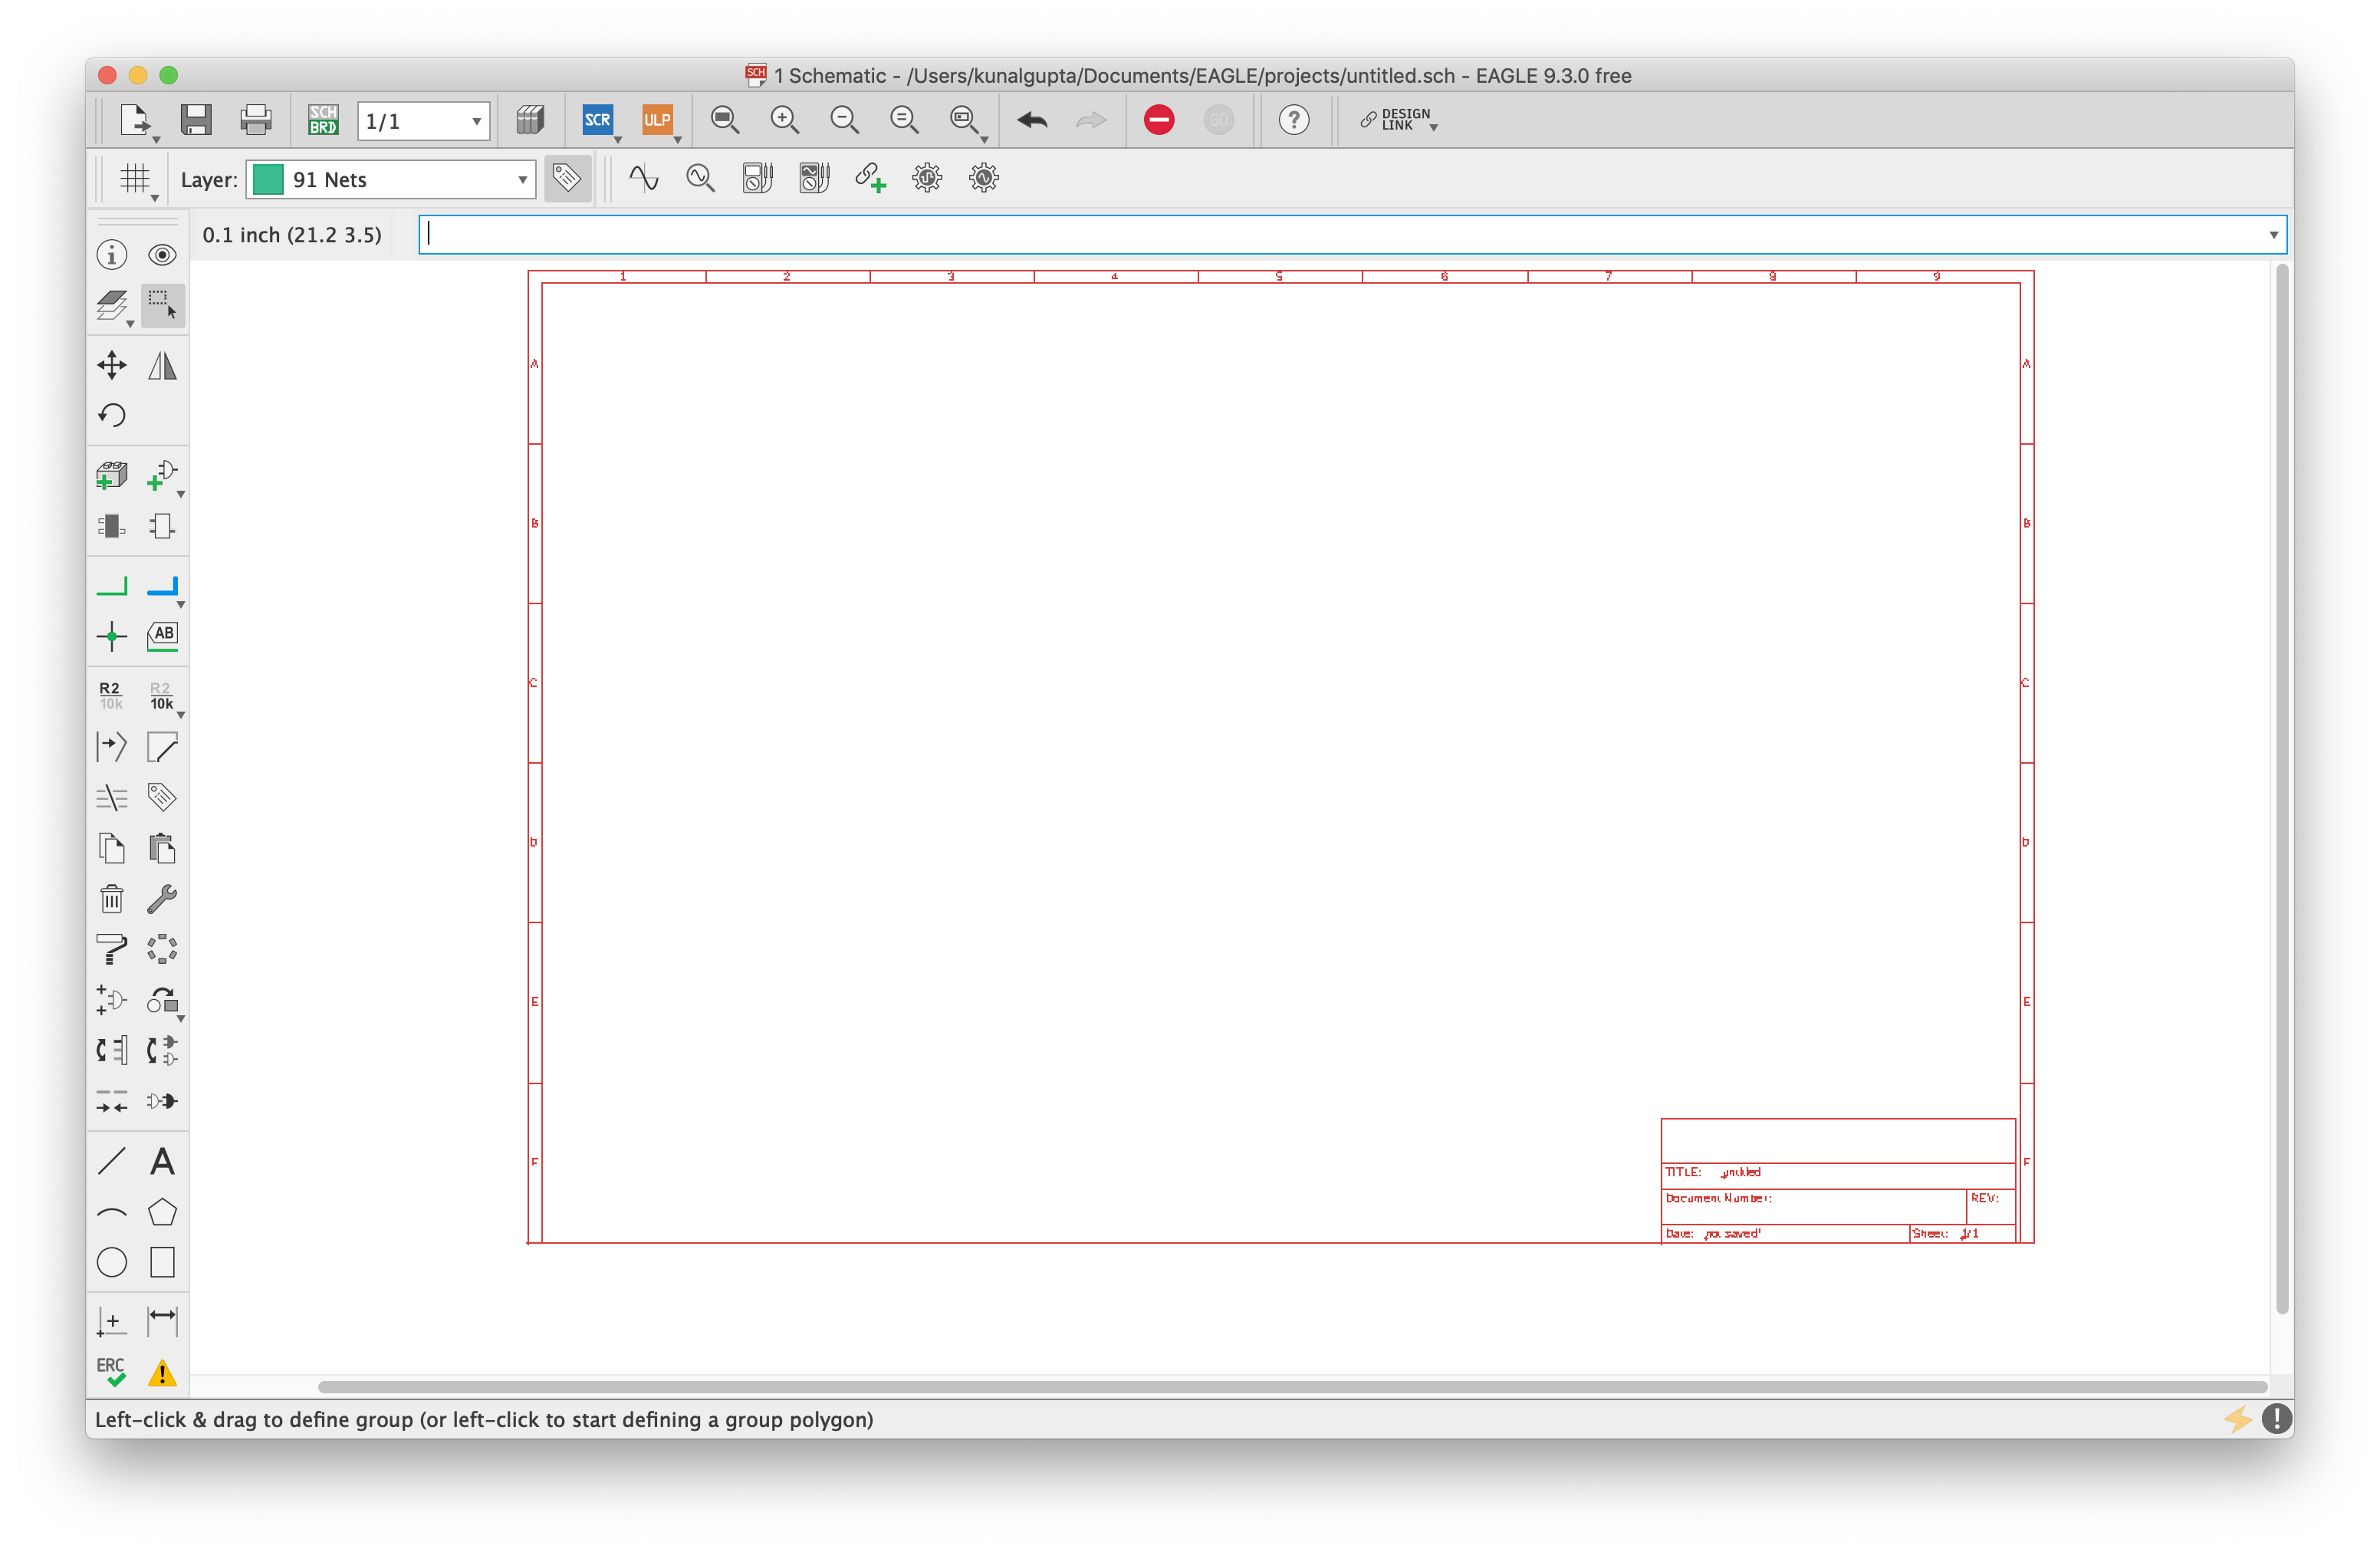 SCH 1 Schematic - /Users/kunalgupta/Documents/EAGLE/projects/untitled.sch - EAGLE 9.3.0 free
SCH BRD 1/1 SCR ULP GO ? DESIGN LINK
Layer: 91 Nets
0.1 inch (21.2 3.5)
1 2 3 4 5 6 7 8 9
A A
B B
C C
D D
E E
F F
AB
R2 R2
10k 10k
A
TITLE: untitled
Document Number: REV:
Date: not saved! Sheet: 1/1
ERC
Left-click & drag to define group (or left-click to start defining a group polygon)